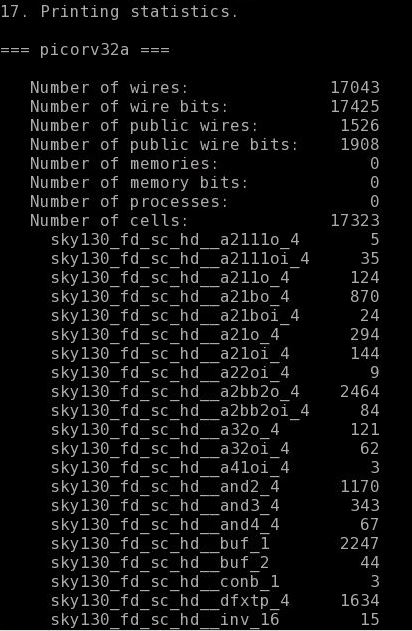 17. Printing statistics.
=== picorv32a ===
Number of wires: 17043
Number of wire bits: 17425
Number of public wires: 1526
Number of public wire bits: 1908
Number of memories: 0
Number of memory bits: 0
Number of processes: 0
Number of cells: 17323
sky130_fd_sc_hd__a2111o_4 5
sky130_fd_sc_hd__a2111oi_4 35
sky130_fd_sc_hd__a211o_4 124
sky130_fd_sc_hd__a21bo_4 870
sky130_fd_sc_hd__a21boi_4 24
sky130_fd_sc_hd__a21o_4 294
sky130_fd_sc_hd__a21oi_4 144
sky130_fd_sc_hd__a22oi_4 9
sky130_fd_sc_hd__a2bb2o_4 2464
sky130_fd_sc_hd__a2bb2oi_4 84
sky130_fd_sc_hd__a32o_4 121
sky130_fd_sc_hd__a32oi_4 62
sky130_fd_sc_hd__a41oi_4 3
sky130_fd_sc_hd__and2_4 1170
sky130_fd_sc_hd__and3_4 343
sky130_fd_sc_hd__and4_4 67
sky130_fd_sc_hd__buf_1 2247
sky130_fd_sc_hd__buf_2 44
sky130_fd_sc_hd__conb_1 3
sky130_fd_sc_hd__dfxtp_4 1634
sky130_fd_sc_hd__inv_16 15